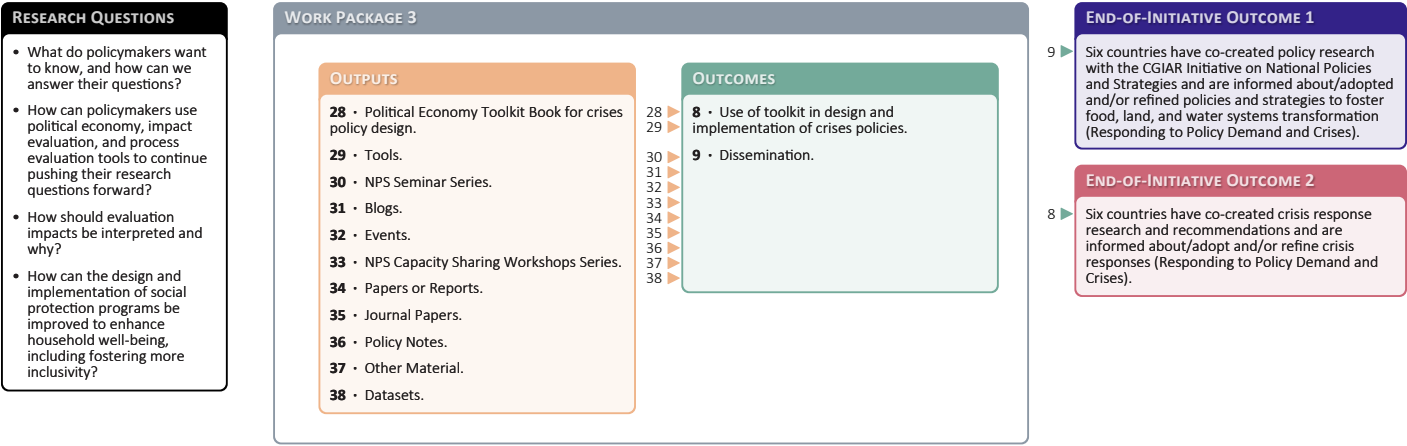 Research Questions
• What do policymakers want
to know, and how can we
answer their questions?
• How can policymakers use
political economy, impact
evaluation, and process
evaluation tools to continue
pushing their research
questions forward?
• How should evaluation
impacts be interpreted and
why?
• How can the design and
implementation of social
protection programs be
improved to enhance
household well-being,
including fostering more
inclusivity?
Work Package 3
Outputs
28 · Political Economy Toolkit Book for crises
policy design.
29 · Tools.
30 · NPS Seminar Series.
31 · Blogs.
32 · Events.
33 · NPS Capacity Sharing Workshops Series.
34 · Papers or Reports.
35 · Journal Papers.
36 · Policy Notes.
37 · Other Material.
38 · Datasets.
28
29
30
31
32
33
34
35
36
37
38
Outcomes
8 · Use of toolkit in design and
implementation of crises policies.
9 · Dissemination.
9
End-of-Initiative Outcome 1
Six countries have co-created policy research
with the CGIAR Initiative on National Policies
and Strategies and are informed about/adopted
and/or refined policies and strategies to foster
food, land, and water systems transformation
(Responding to Policy Demand and Crises).
8
End-of-Initiative Outcome 2
Six countries have co-created crisis response
research and recommendations and are
informed about/adopt and/or refine crisis
responses (Responding to Policy Demand and
Crises).